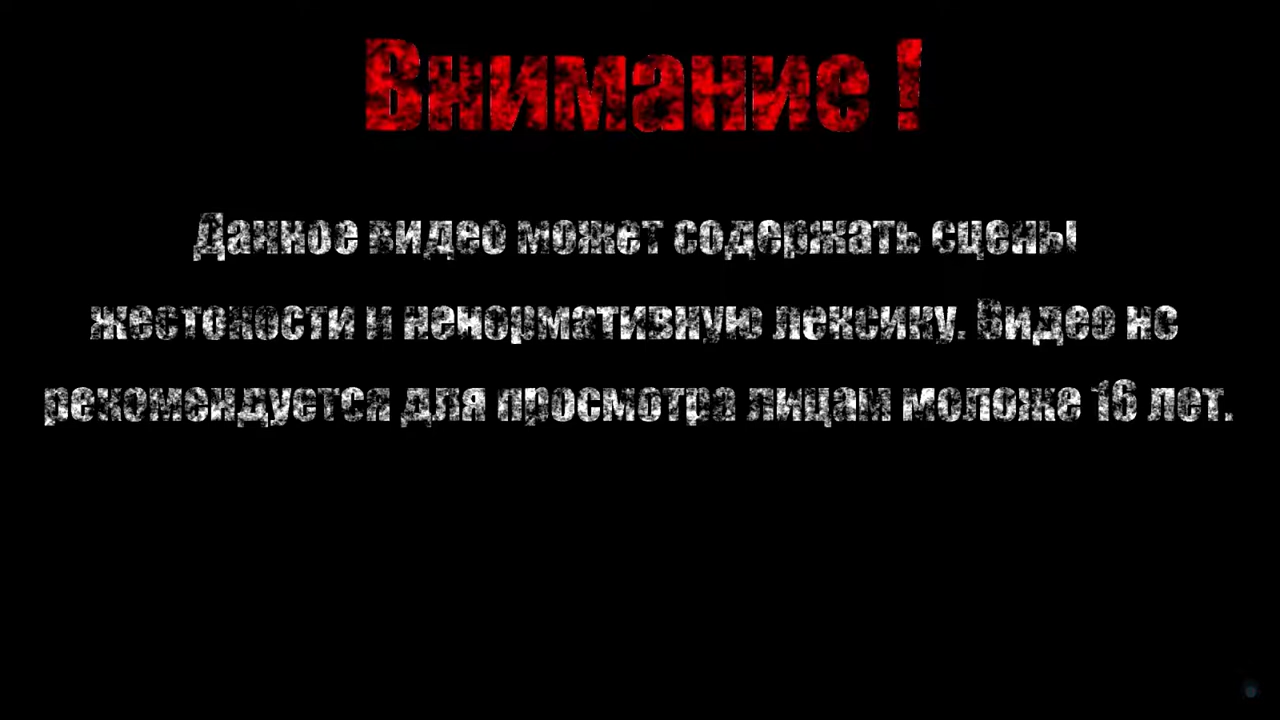 Внимание !
Данное видео может содержать сцены
жестокости и ненормативную лексику. Видео не
рекомендуется для просмотра лицам моложе 16 лет.